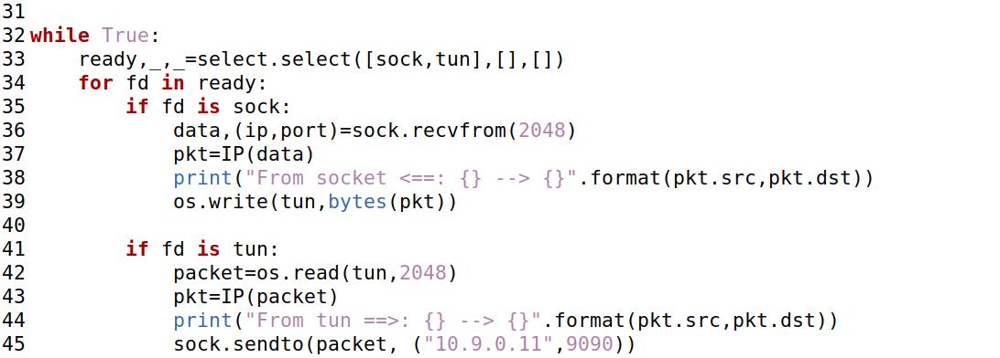 31
32 while True:
33     ready,_,_=select.select([sock,tun],[],[])
34     for fd in ready:
35         if fd is sock:
36             data,(ip,port)=sock.recvfrom(2048)
37             pkt=IP(data)
38             print("From socket <==: {} --> {}".format(pkt.src,pkt.dst))
39             os.write(tun,bytes(pkt))
40
41         if fd is tun:
42             packet=os.read(tun,2048)
43             pkt=IP(packet)
44             print("From tun ==>: {} --> {}".format(pkt.src,pkt.dst))
45             sock.sendto(packet, ("10.9.0.11",9090))